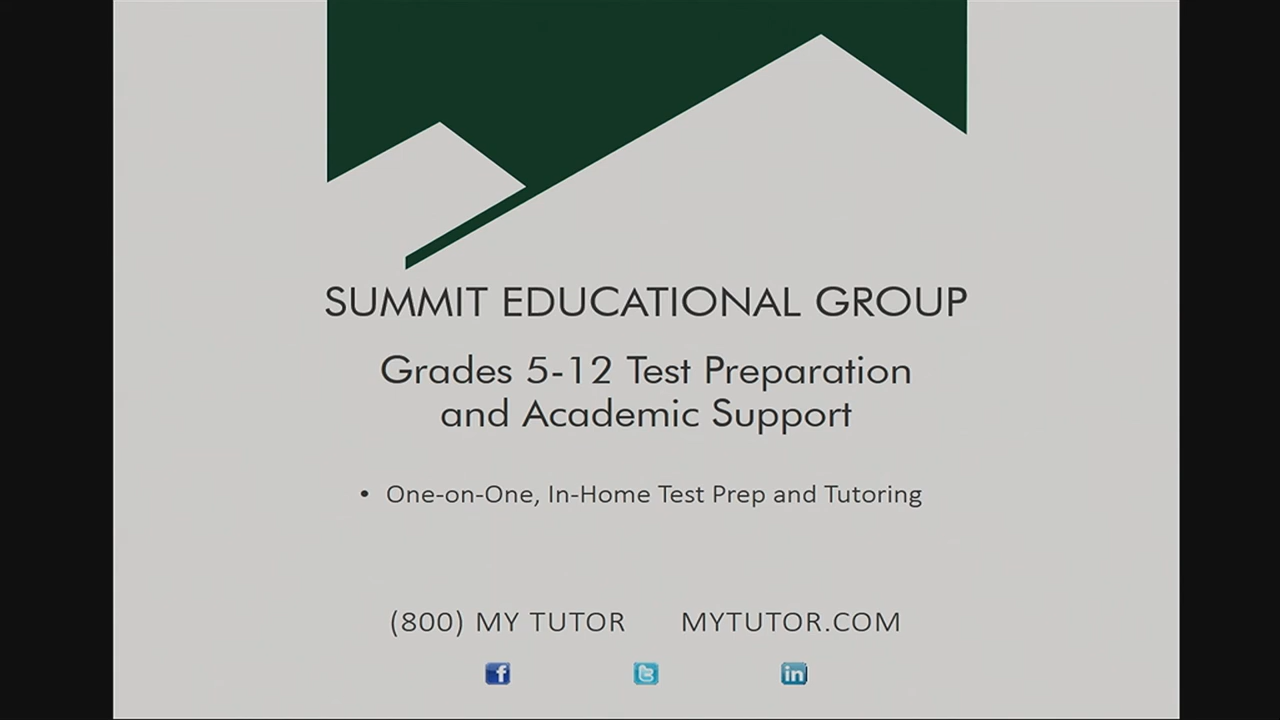 SUMMIT EDUCATIONAL GROUP
Grades 5-12 Test Preparation
and Academic Support
• One-on-One, In-Home Test Prep and Tutoring
(800) MY TUTOR MYTUTOR.COM
f t in